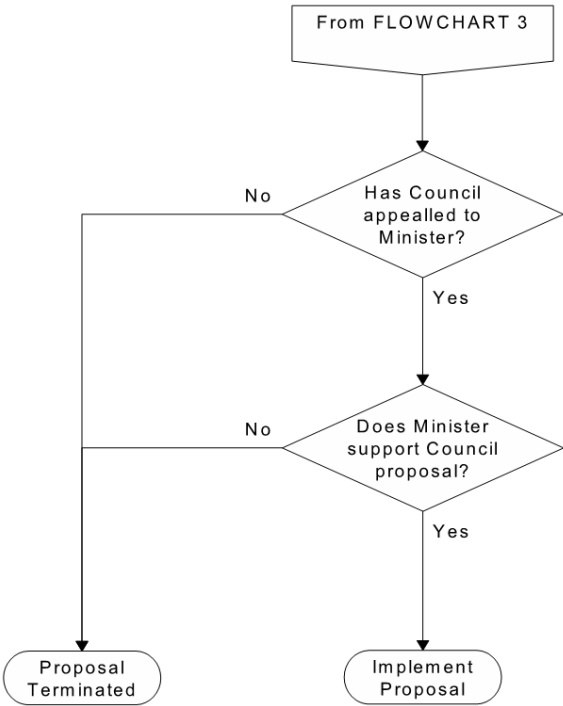 From FLOWCHART 3
No
Has Council
appealled to
Minister?
Yes
No
Does Minister
support Council
proposal?
Yes
Proposal
Terminated
Implement
Proposal